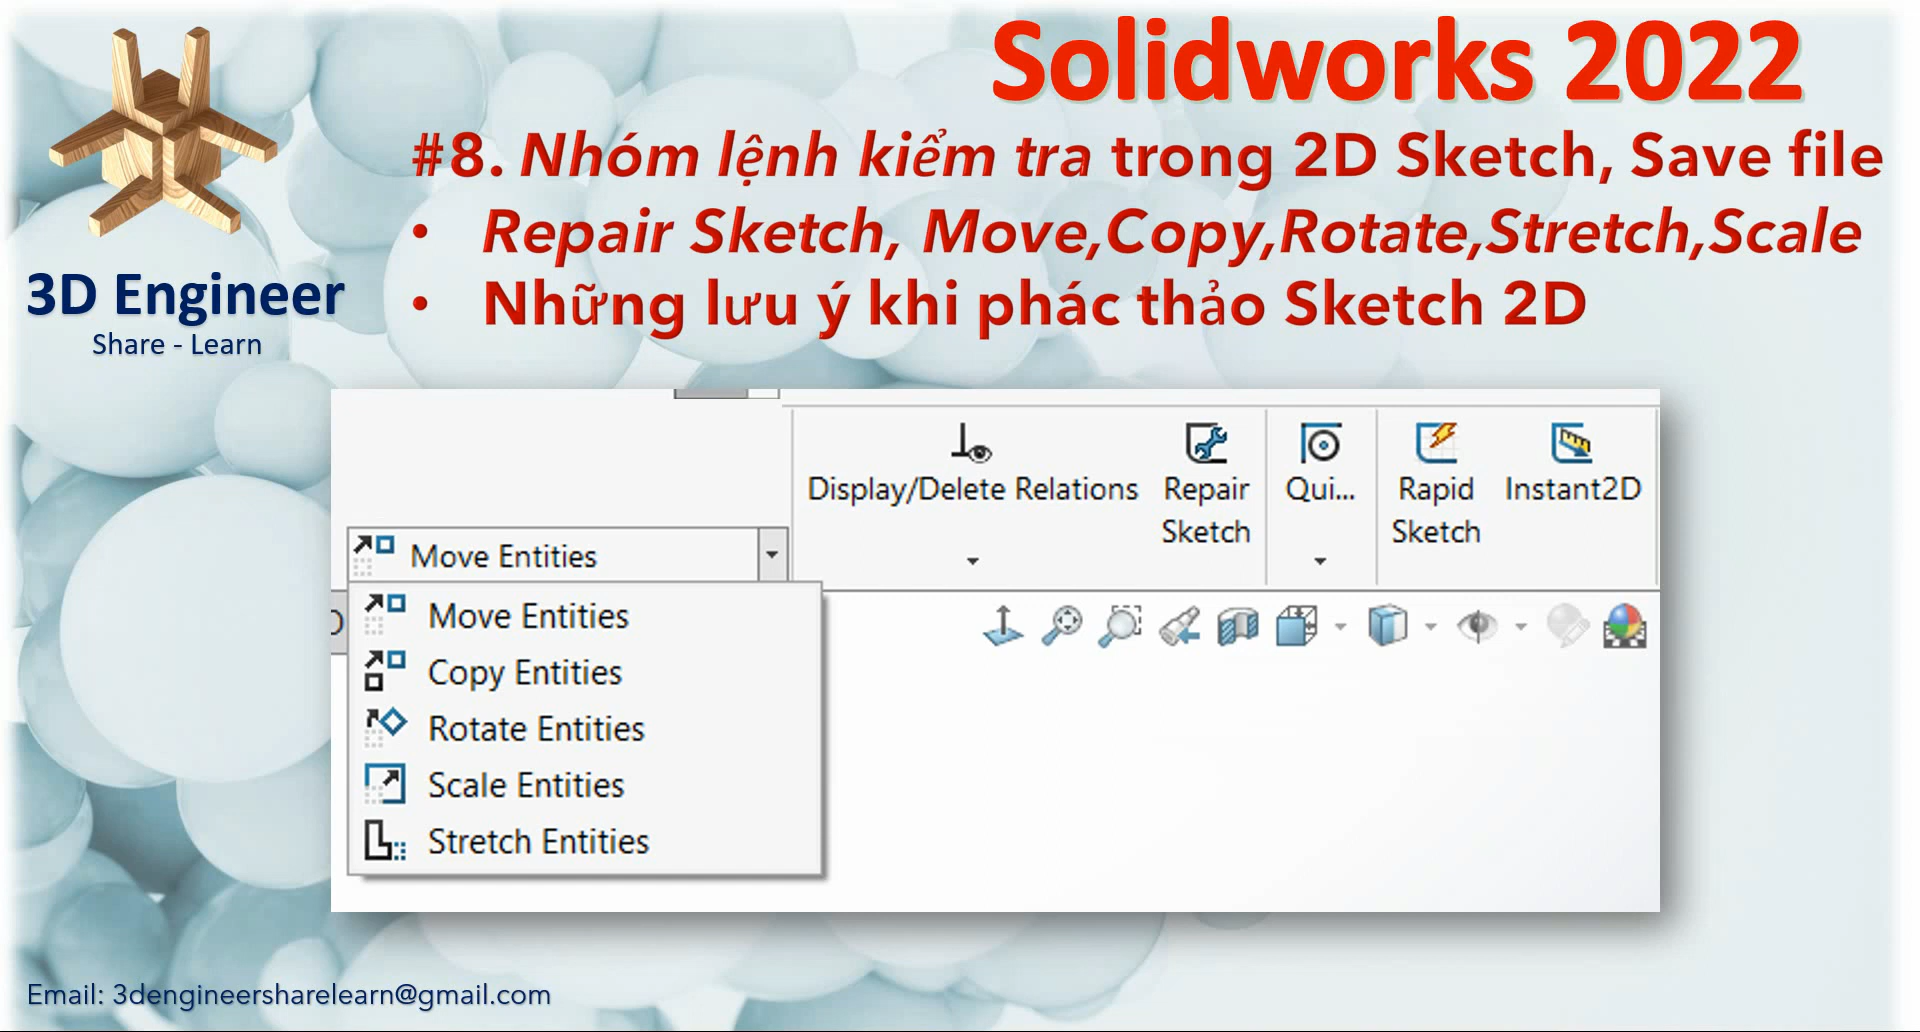 Solidworks 2022
#8. Nhóm lệnh kiểm tra trong 2D Sketch, Save file
• Repair Sketch, Move,Copy,Rotate,Stretch,Scale
• Những lưu ý khi phác thảo Sketch 2D
3D Engineer
Share - Learn
Display/Delete Relations
Repair
Sketch
Qui...
Rapid
Sketch
Instant2D
Move Entities
Move Entities
Copy Entities
Rotate Entities
Scale Entities
Stretch Entities
Email: 3dengineersharelearn@gmail.com